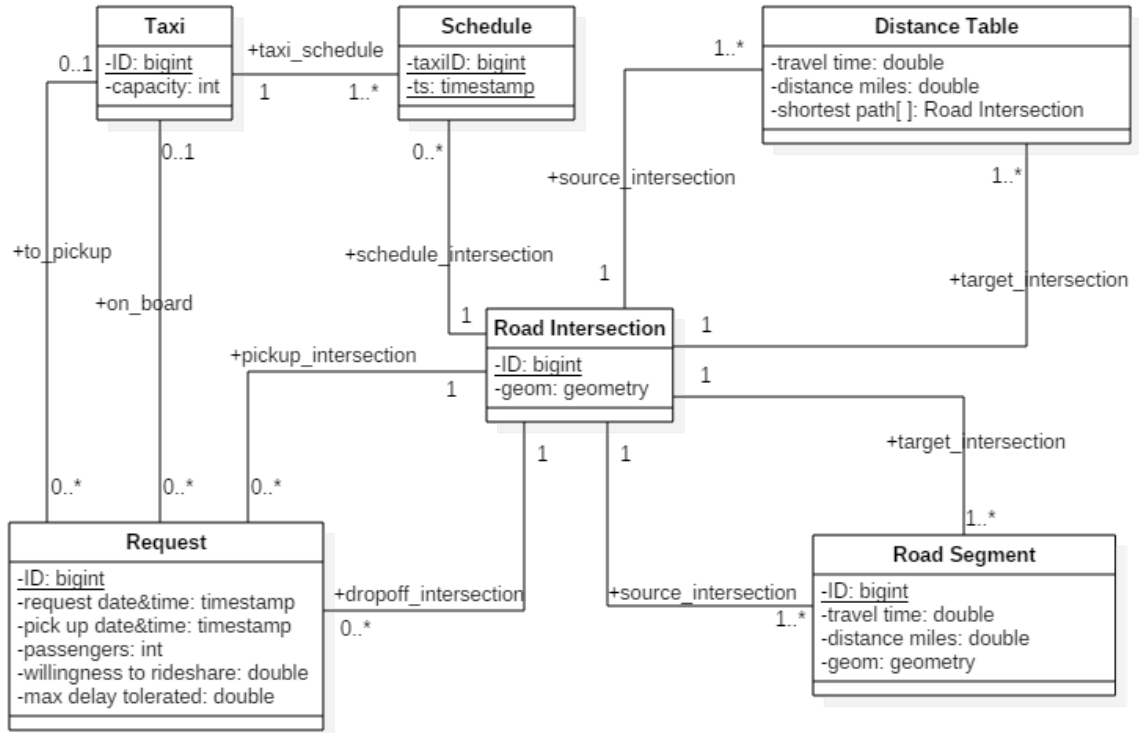 Taxi
-ID: bigint
-capacity: int
Schedule
-taxiID: bigint
-ts: timestamp
Distance Table
-travel time: double
-distance miles: double
-shortest path[ ]: Road Intersection
0..1
+taxi_schedule
1
1..*
1..*
0..1
0..*
+source_intersection
1..*
+to_pickup
+schedule_intersection
1
+target_intersection
+on_board
1
1
Road Intersection
-ID: bigint
-geom: geometry
+pickup_intersection
1
1
+target_intersection
1
1
0..*
0..*
0..*
1..*
Request
-ID: bigint
-request date&time: timestamp
-pick up date&time: timestamp
-passengers: int
-willingness to rideshare: double
-max delay tolerated: double
+dropoff_intersection
0..*
+source_intersection
1..*
Road Segment
-ID: bigint
-travel time: double
-distance miles: double
-geom: geometry